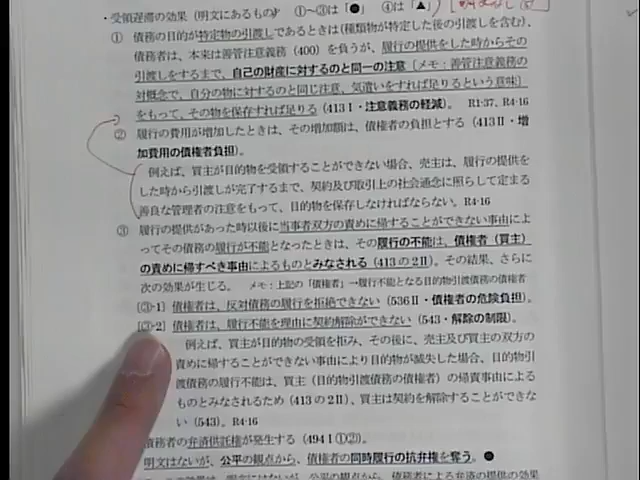 ・受領遅滞の効果（明文にあるもの） ①～③は「●」 ④は「▲」
① 債務の目的が特定物の引渡しであるときは（種類物が特定した後の引渡しを含む）、
債務者は、本来は善管注意義務（400）を負うが、履行の提供をした時からその
引渡しをするまで、自己の財産に対するのと同一の注意［メモ：善管注意義務の
対概念で、自分の物に対するのと同じ注意、気遣いをすれば足りるという意味］
をもって、その物を保存すれば足りる（413Ⅰ・注意義務の軽減）。 R1-37、R4-16
② 履行の費用が増加したときは、その増加額は、債権者の負担とする（413Ⅱ・増
加費用の債権者負担）。
例えば、買主が目的物を受領することができない場合、売主は、履行の提供を
した時から引渡しが完了するまで、契約及び取引上の社会通念に照らして定まる
善良な管理者の注意をもって、目的物を保存しなければならない。R4-16
③ 履行の提供があった時以後に当事者双方の責めに帰することができない事由によ
ってその債務の履行が不能となったときは、その履行の不能は、債権者（買主）
の責めに帰すべき事由によるものとみなされる（413の2Ⅱ）。その結果、さらに
次の効果が生じる。 メモ：上記の「債権者」→履行不能となる目的物引渡債務の債権者
［③-1］債権者は、反対債務の履行を拒絶できない（536Ⅱ・債権者の危険負担）。
［③-2］債権者は、履行不能を理由に契約解除ができない（543・解除の制限）。
例えば、買主が目的物の受領を拒み、その後に、売主及び買主の双方の
責めに帰することができない事由により目的物が滅失した場合、目的物引
渡債務の履行不能は、買主（目的物引渡債務の債権者）の帰責事由による
ものとみなされるため（413の2Ⅱ）、買主は契約を解除することができな
い（543）。R4-16
債務者の弁済供託権が発生する（494Ⅰ①②）。
明文はないが、公平の観点から、債権者の同時履行の抗弁権を奪う。●